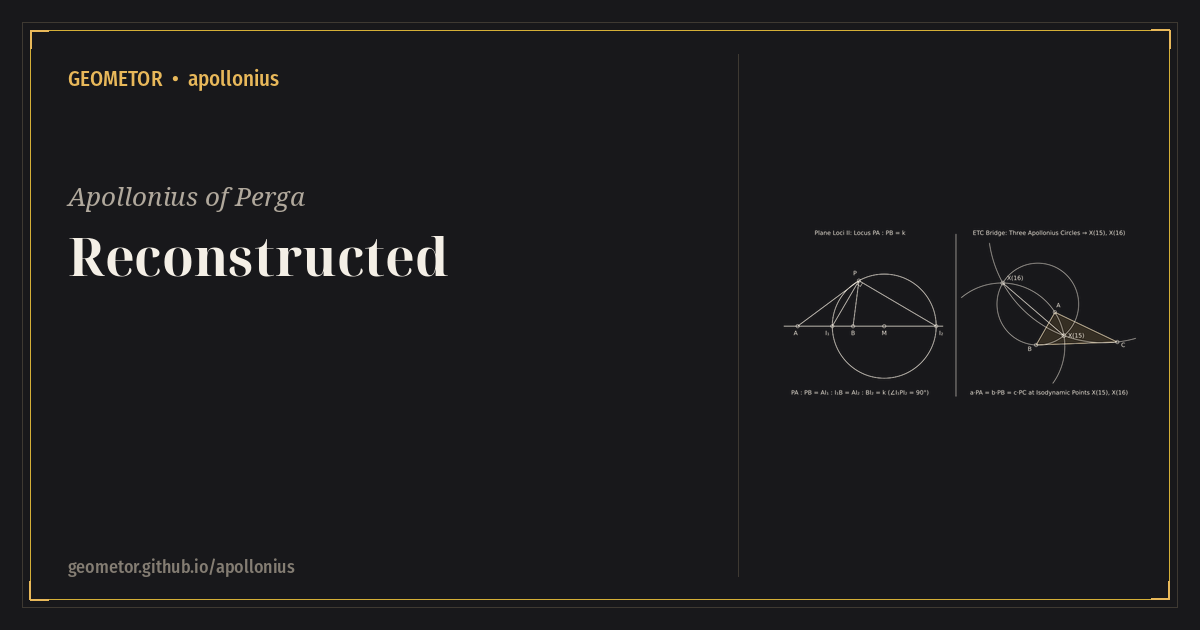 GEOMETOR • apollonius
Apollonius of Perga
Reconstructed
geometor.github.io/apollonius
Plane Loci II: Locus PA : PB = k
P
A
I₁
B
M
I₂
PA : PB = AI₁ : I₁B = AI₂ : BI₂ = k (∠I₁PI₂ = 90°)
ETC Bridge: Three Apollonius Circles → X(15), X(16)
X(16)
A
X(15)
B
C
a·PA = b·PB = c·PC at Isodynamic Points X(15), X(16)